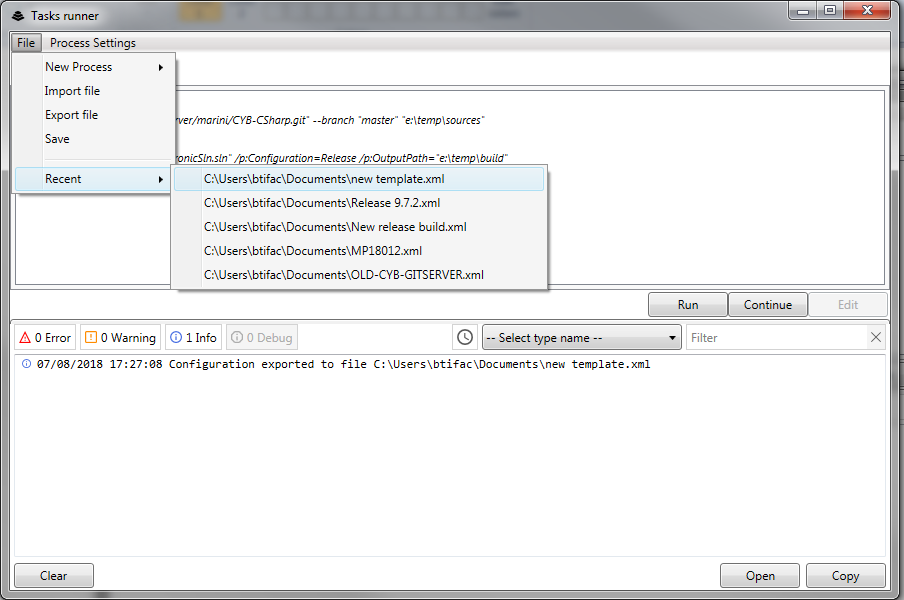 Tasks runner
File Process Settings
New Process
Import file
Export file
Save
Recent
rver/marini/CYB-CSharp.git" --branch "master" "e:\temp\sources"
ronicSln.sln" /p:Configuration=Release /p:OutputPath="e:\temp\build"
C:\Users\btifac\Documents\new template.xml
C:\Users\btifac\Documents\Release 9.7.2.xml
C:\Users\btifac\Documents\New release build.xml
C:\Users\btifac\Documents\MP18012.xml
C:\Users\btifac\Documents\OLD-CYB-GITSERVER.xml
Run Continue Edit
0 Error 0 Warning 1 Info 0 Debug -- Select type name -- Filter
07/08/2018 17:27:08 Configuration exported to file C:\Users\btifac\Documents\new template.xml
Clear Open Copy